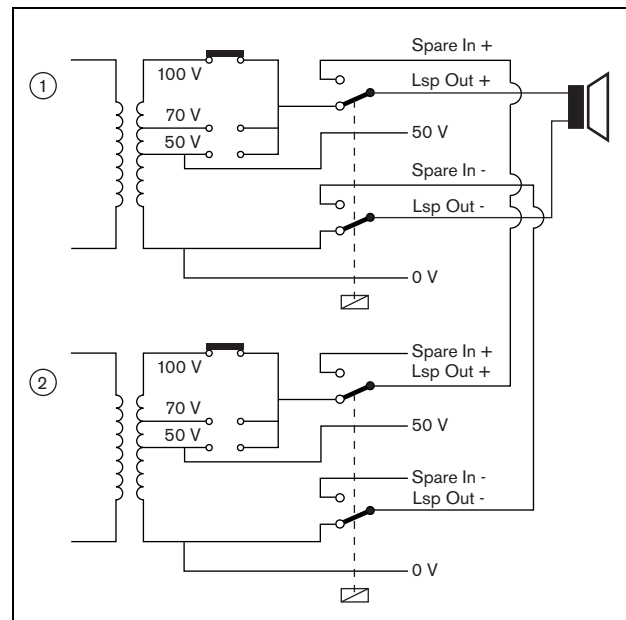 Spare In +
100 V
1
Lsp Out +
70 V
50 V
50 V
Spare In -
Lsp Out -
0 V
Spare In +
100 V
Lsp Out +
2
70 V
50 V
50 V
Spare In -
Lsp Out -
0 V